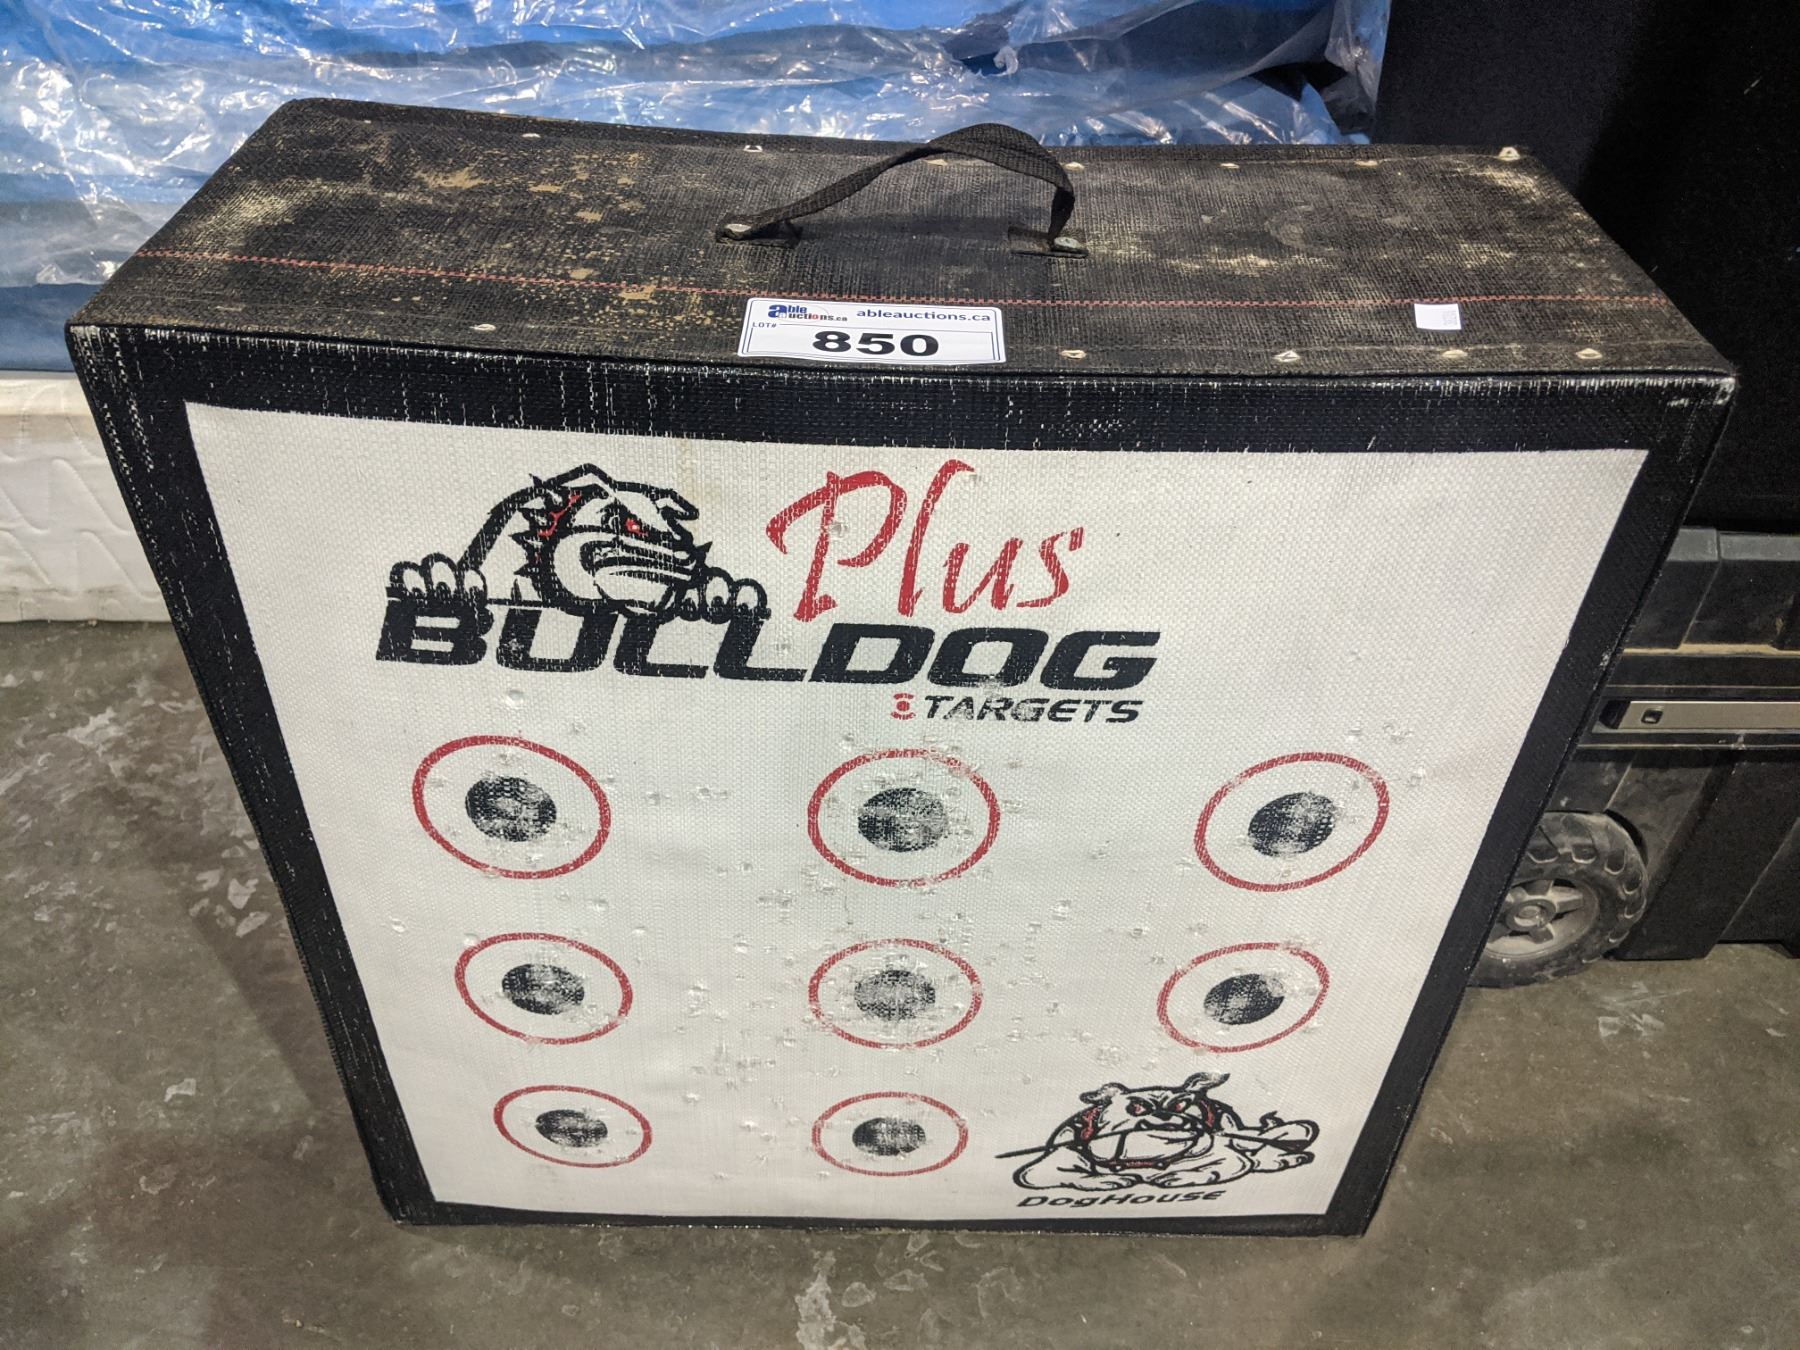 able auctions.ca ableauctions.ca
LOT# 850
Plus
BULLDOG
TARGETS
DogHouse